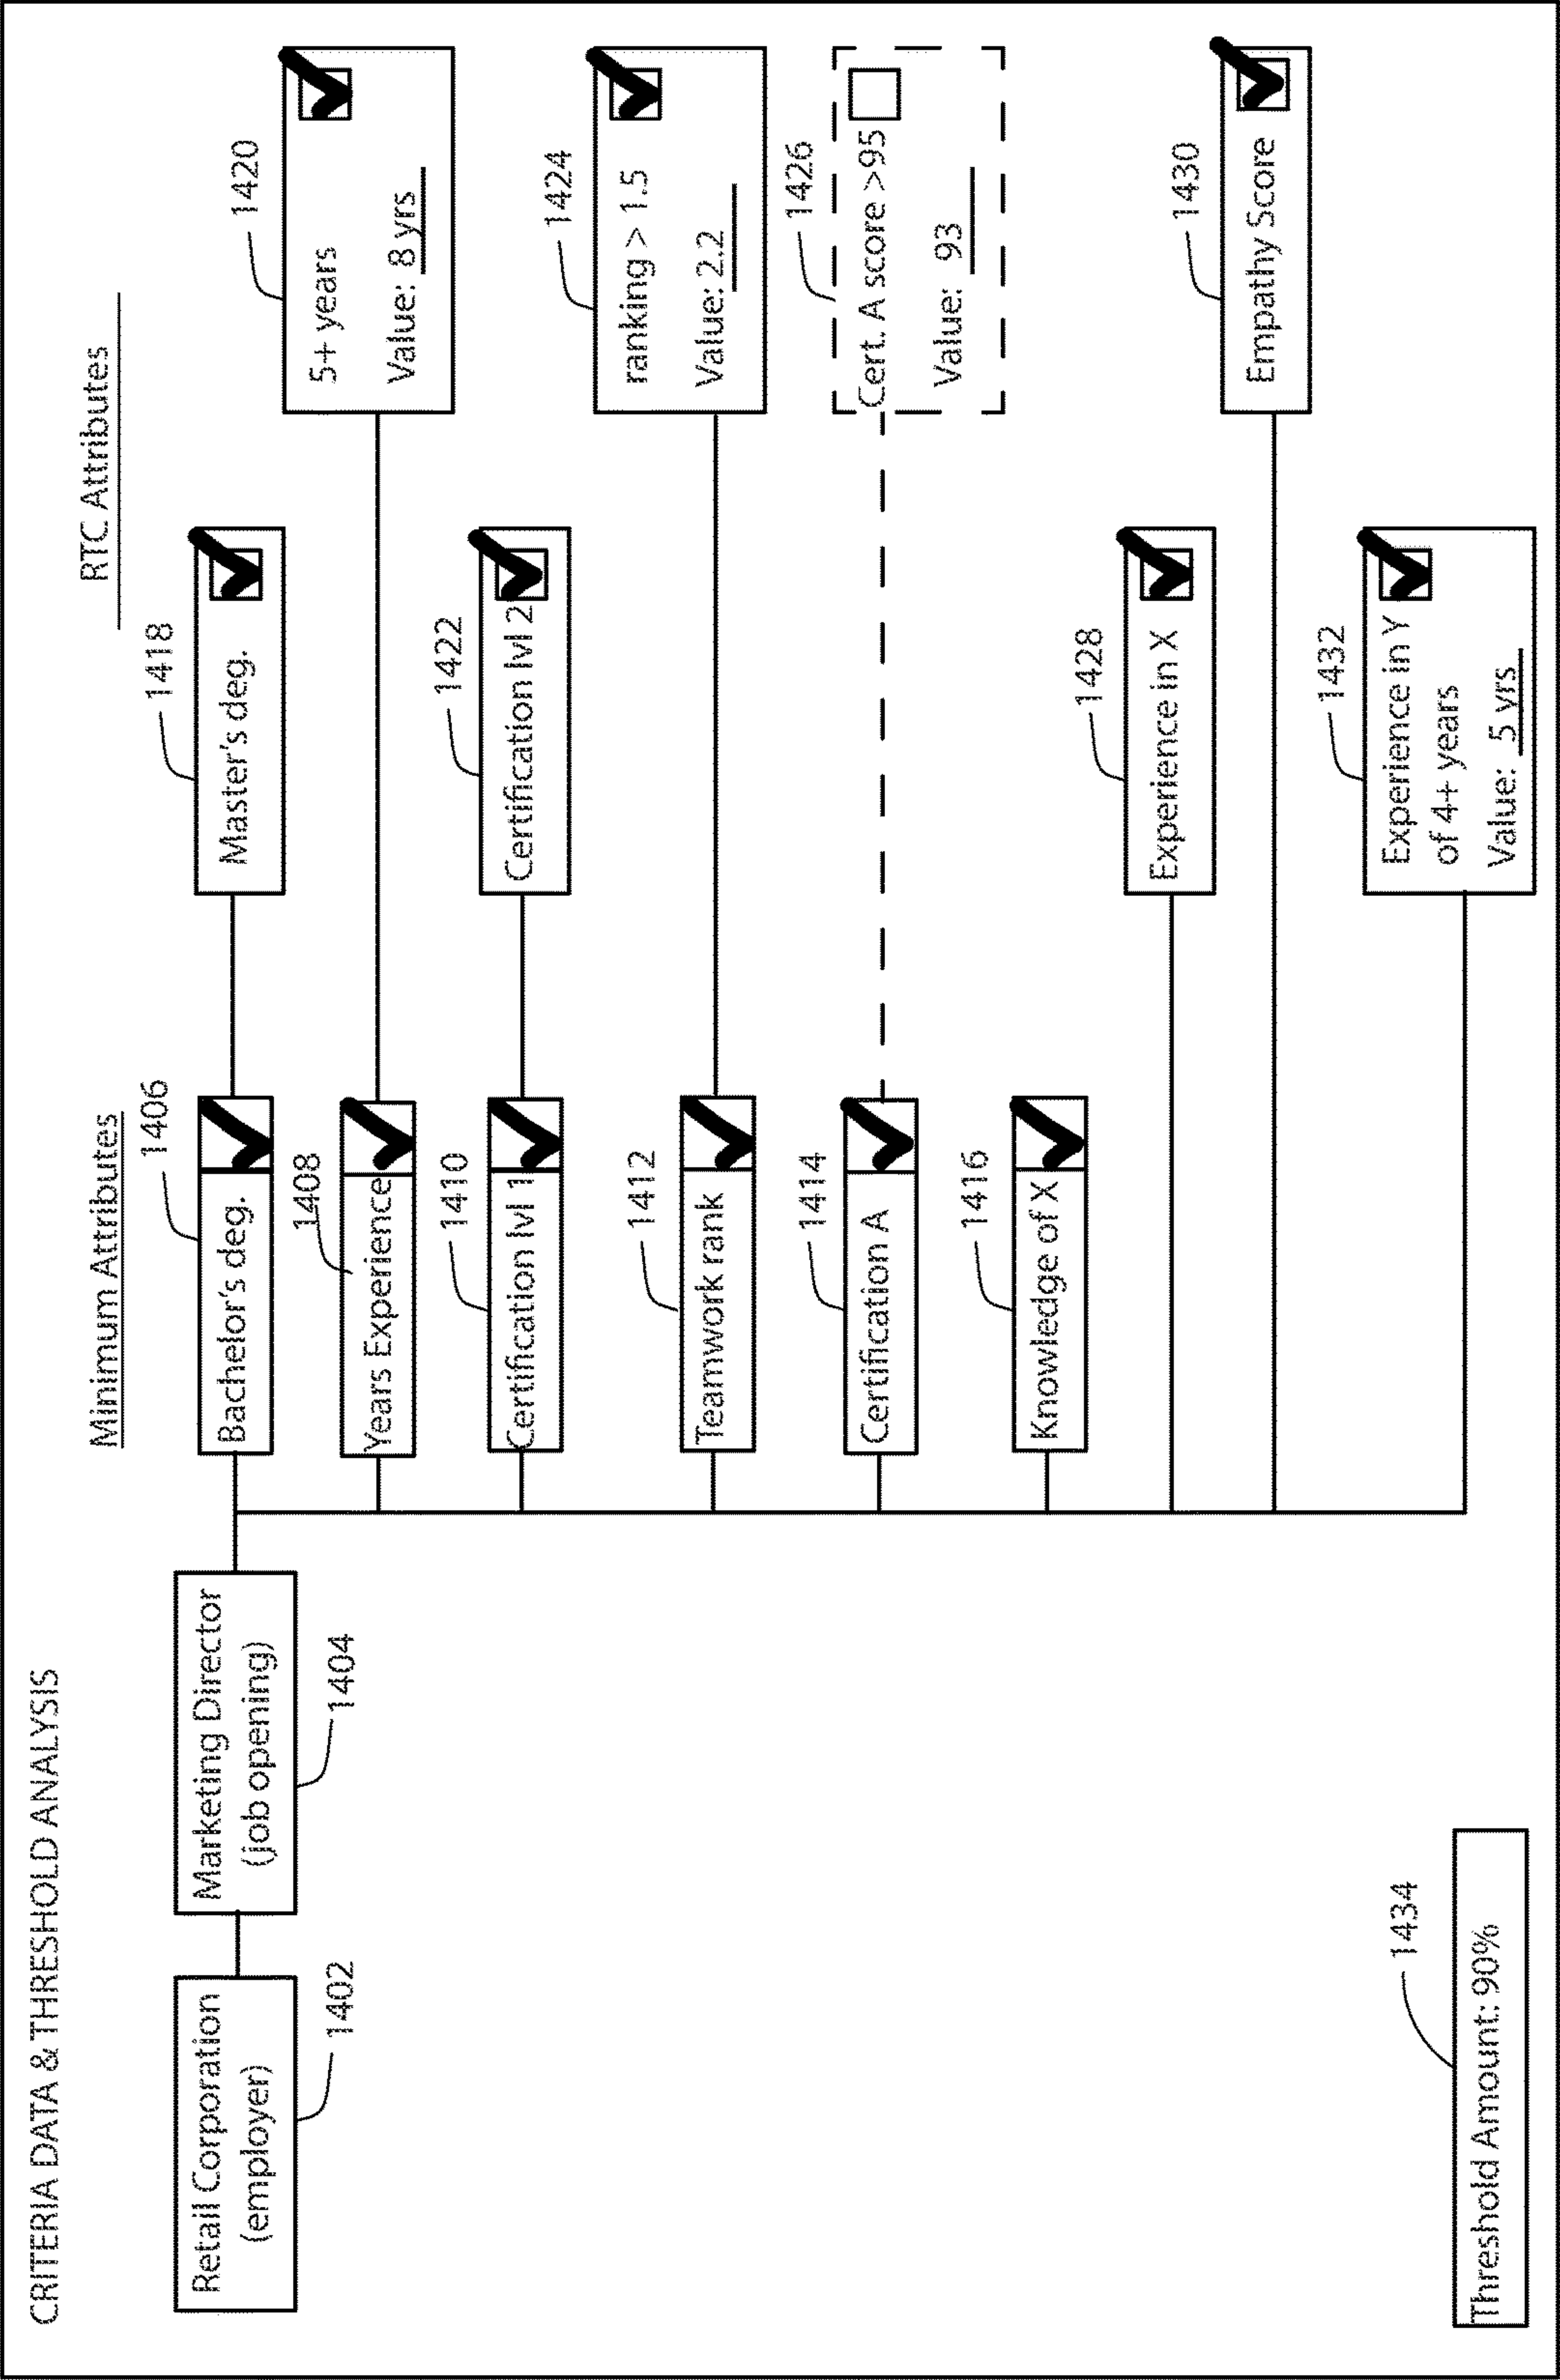 CRITERIA DATA & THRESHOLD ANALYSIS
Retail Corporation
(employer)
1402
Marketing Director
(job opening)
1404
Minimum Attributes
1406
Bachelor's deg.
1408
Years Experience
1410
Certification lvl 1
1412
Teamwork rank
1414
Certification A
1416
Knowledge of X
RTC Attributes
1418
Master's deg.
1420
5+ years
Value: 8 yrs
1422
Certification lvl 2
1424
ranking > 1.5
Value: 2.2
1426
Cert. A score >95
Value: 93
1428
Experience in X
1430
Empathy Score
1432
Experience in Y
of 4+ years
Value: 5 yrs
1434
Threshold Amount: 90%